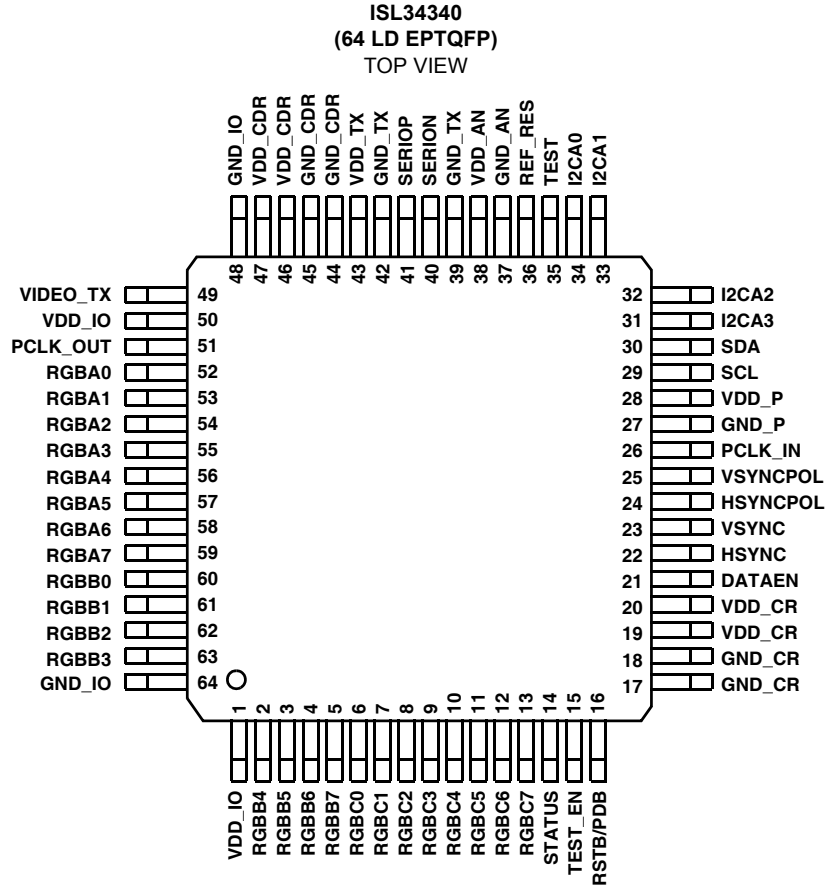 ISL34340
(64 LD EPTQFP)
TOP VIEW
GND_IO
VDD_CDR
VDD_CDR
GND_CDR
GND_CDR
VDD_TX
GND_TX
SERIOP
SERION
GND_TX
VDD_AN
GND_AN
REF_RES
TEST
I2CA0
I2CA1
48 47 46 45 44 43 42 41 40 39 38 37 36 35 34 33
VIDEO_TX 49
VDD_IO 50
PCLK_OUT 51
RGBA0 52
RGBA1 53
RGBA2 54
RGBA3 55
RGBA4 56
RGBA5 57
RGBA6 58
RGBA7 59
RGBB0 60
RGBB1 61
RGBB2 62
RGBB3 63
GND_IO 64
32 I2CA2
31 I2CA3
30 SDA
29 SCL
28 VDD_P
27 GND_P
26 PCLK_IN
25 VSYNCPOL
24 HSYNCPOL
23 VSYNC
22 HSYNC
21 DATAEN
20 VDD_CR
19 VDD_CR
18 GND_CR
17 GND_CR
1 2 3 4 5 6 7 8 9 10 11 12 13 14 15 16
VDD_IO
RGBB4
RGBB5
RGBB6
RGBB7
RGBC0
RGBC1
RGBC2
RGBC3
RGBC4
RGBC5
RGBC6
RGBC7
STATUS
TEST_EN
RSTB/PDB